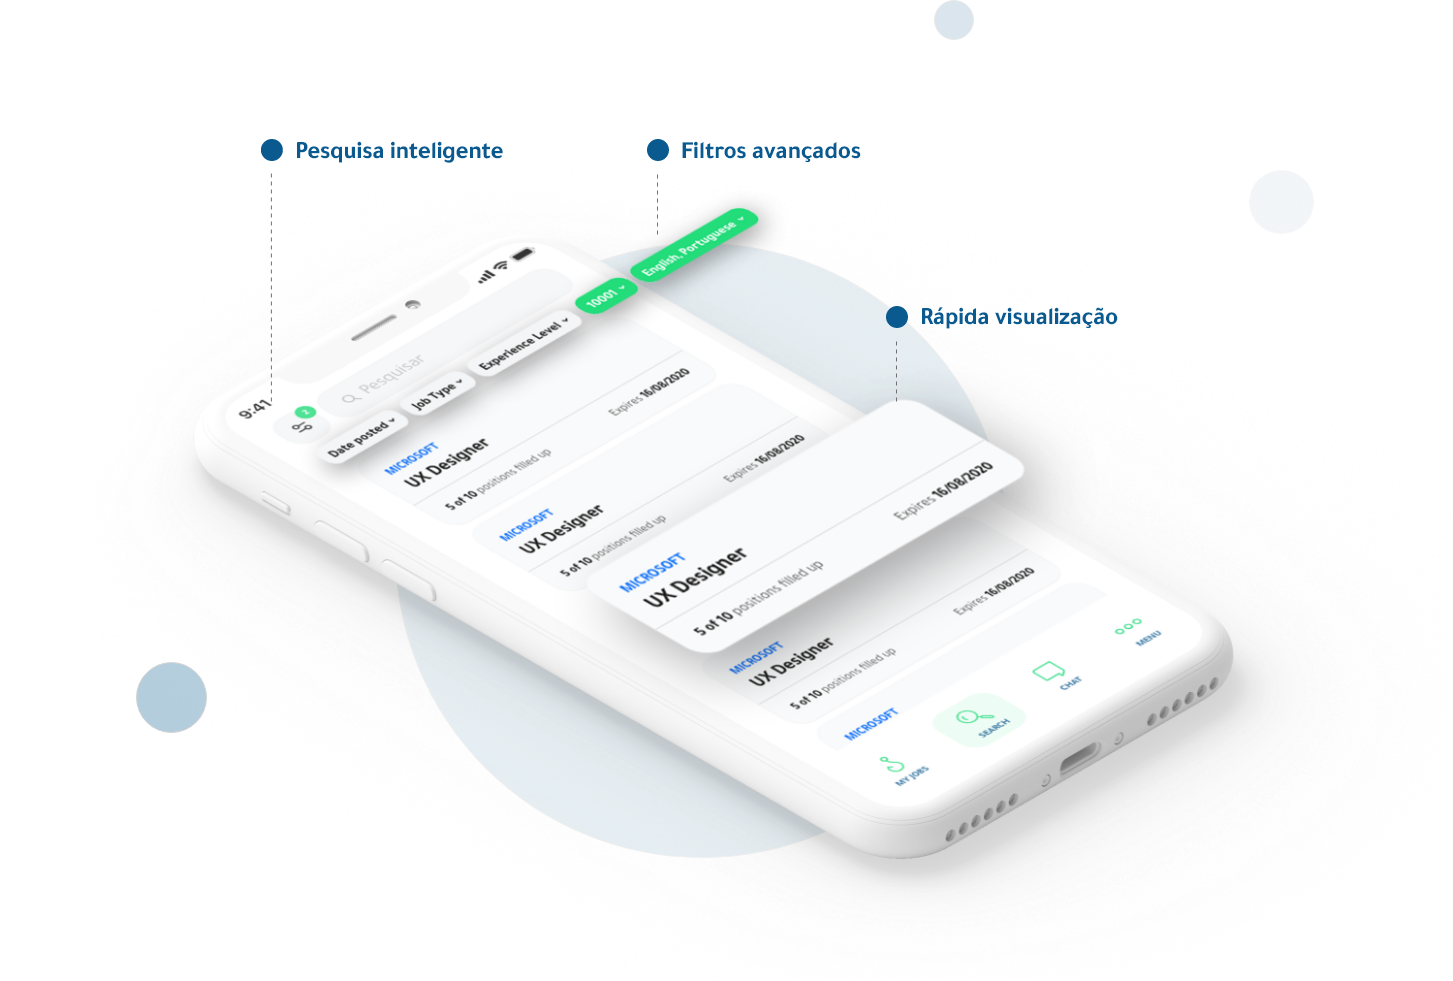 Pesquisa inteligente
Filtros avançados
Rápida visualização
9:41
2
Pesquisar
Date posted
Job Type
Experience Level
10001
English, Portuguese
MICROSOFT
UX Designer
5 of 10 positions filled up
Expires 16/08/2020
MICROSOFT
UX Designer
5 of 10 positions filled up
Expires 16/08/2020
MICROSOFT
UX Designer
5 of 10 positions filled up
Expires 16/08/2020
MICROSOFT
UX Designer
5 of 10 positions filled up
Expires 16/08/2020
MICROSOFT
MY JOBS
SEARCH
CHAT
MENU